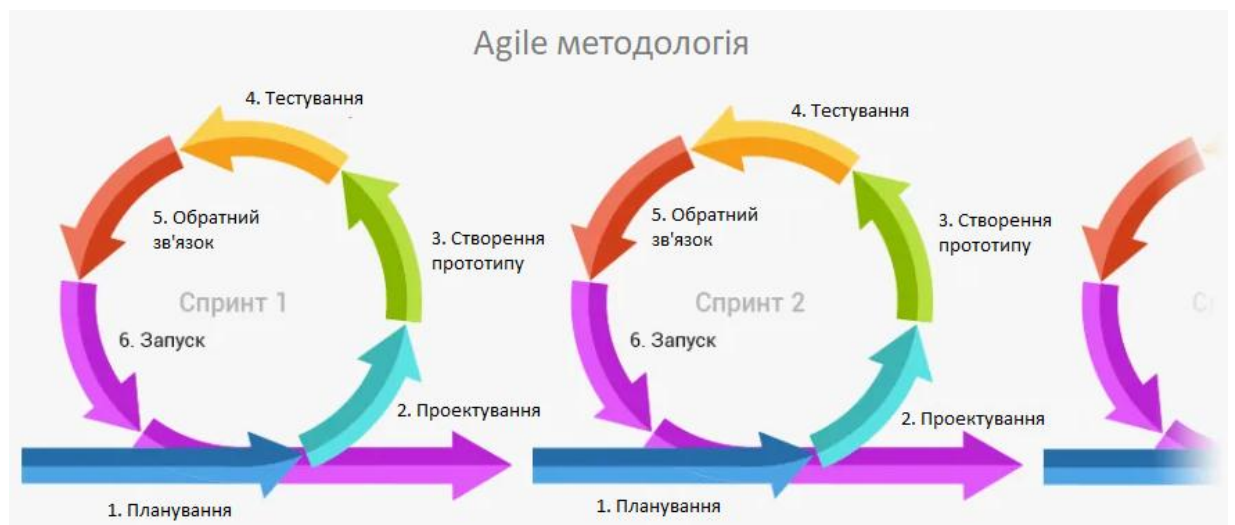 Agile методологія
4. Тестування
5. Обратний
зв'язок
3. Створення
прототипу
Спринт 1
6. Запуск
2. Проектування
1. Планування
4. Тестування
5. Обратний
зв'язок
3. Створення
прототипу
Спринт 2
6. Запуск
2. Проектування
1. Планування